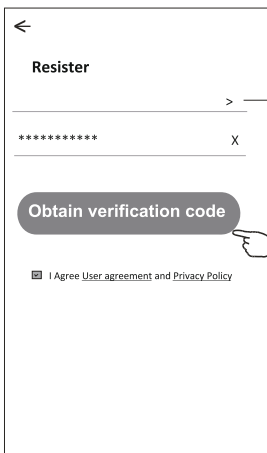 Resister
>
*********** X
Obtain verification code
I Agree User agreement and Privacy Policy